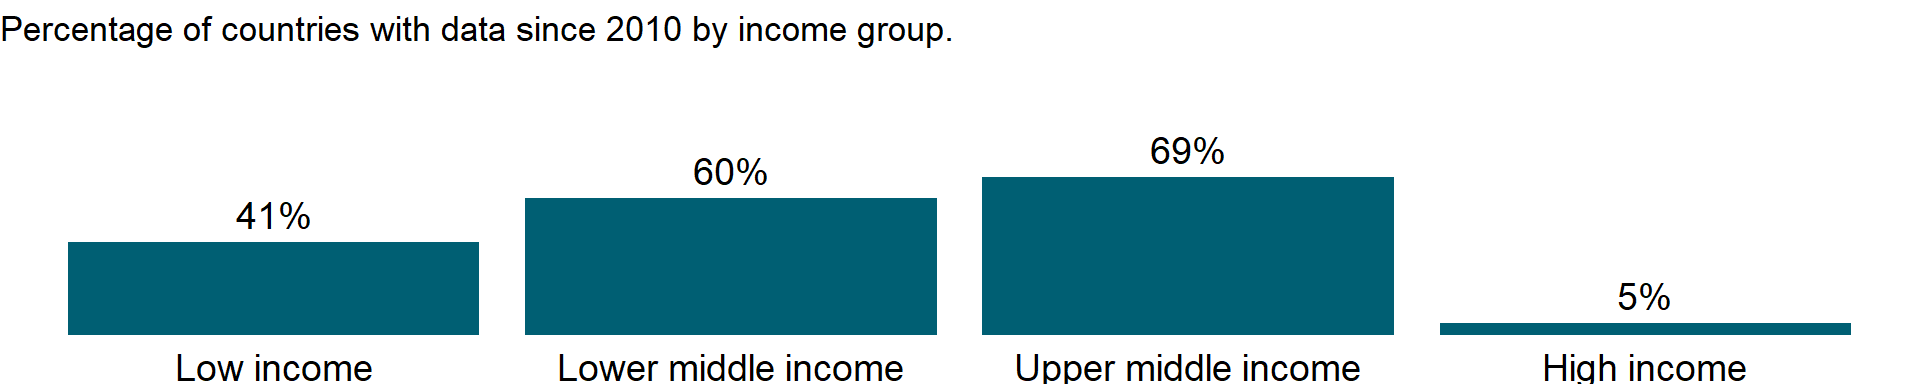 Percentage of countries with data since 2010 by income group.
69%
60%
41%
5%
Low income Lower middle income Upper middle income High income